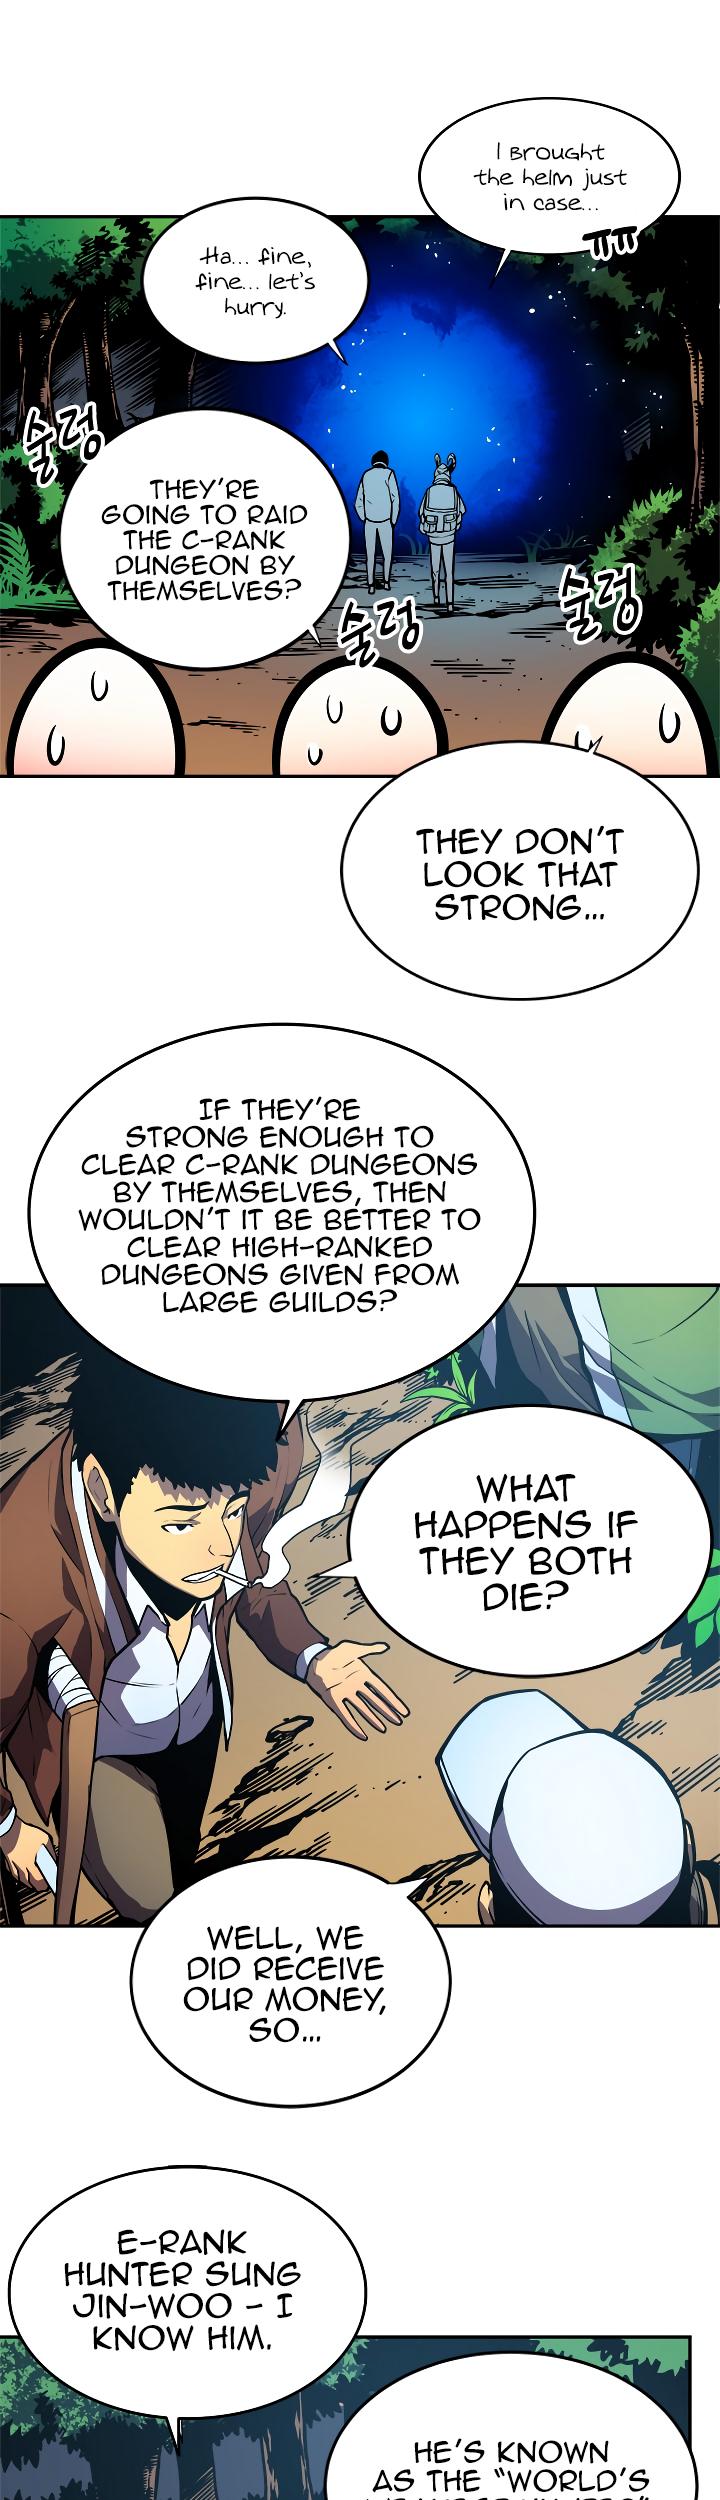 I brought
the helm just
in case...
ㅠㅠ
Ha... fine,
fine... let's
hurry.
술렁
THEY'RE
GOING TO RAID
THE C-RANK
DUNGEON BY
THEMSELVES?
술렁
술렁
THEY DON'T
LOOK THAT
STRONG...
IF THEY'RE
STRONG ENOUGH TO
CLEAR C-RANK DUNGEONS
BY THEMSELVES, THEN
WOULDN'T IT BE BETTER TO
CLEAR HIGH-RANKED
DUNGEONS GIVEN FROM
LARGE GUILDS?
WHAT
HAPPENS IF
THEY BOTH
DIE?
WELL, WE
DID RECEIVE
OUR MONEY,
SO...
E-RANK
HUNTER SUNG
JIN-WOO - I
KNOW HIM.
HE'S KNOWN
AS THE "WORLD'S